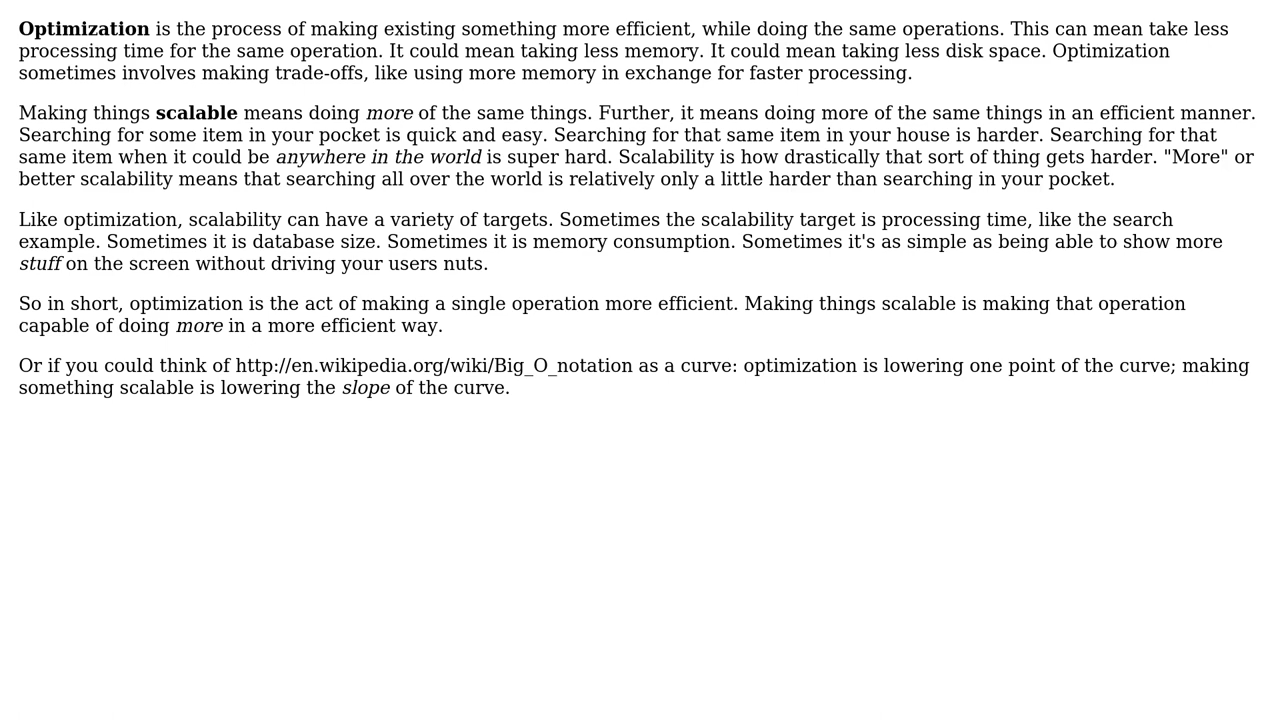 Optimization is the process of making existing something more efficient, while doing the same operations. This can mean take less
processing time for the same operation. It could mean taking less memory. It could mean taking less disk space. Optimization
sometimes involves making trade-offs, like using more memory in exchange for faster processing.
Making things scalable means doing more of the same things. Further, it means doing more of the same things in an efficient manner.
Searching for some item in your pocket is quick and easy. Searching for that same item in your house is harder. Searching for that
same item when it could be anywhere in the world is super hard. Scalability is how drastically that sort of thing gets harder. "More" or
better scalability means that searching all over the world is relatively only a little harder than searching in your pocket.
Like optimization, scalability can have a variety of targets. Sometimes the scalability target is processing time, like the search
example. Sometimes it is database size. Sometimes it is memory consumption. Sometimes it's as simple as being able to show more
stuff on the screen without driving your users nuts.
So in short, optimization is the act of making a single operation more efficient. Making things scalable is making that operation
capable of doing more in a more efficient way.
Or if you could think of http://en.wikipedia.org/wiki/Big_O_notation as a curve: optimization is lowering one point of the curve; making
something scalable is lowering the slope of the curve.